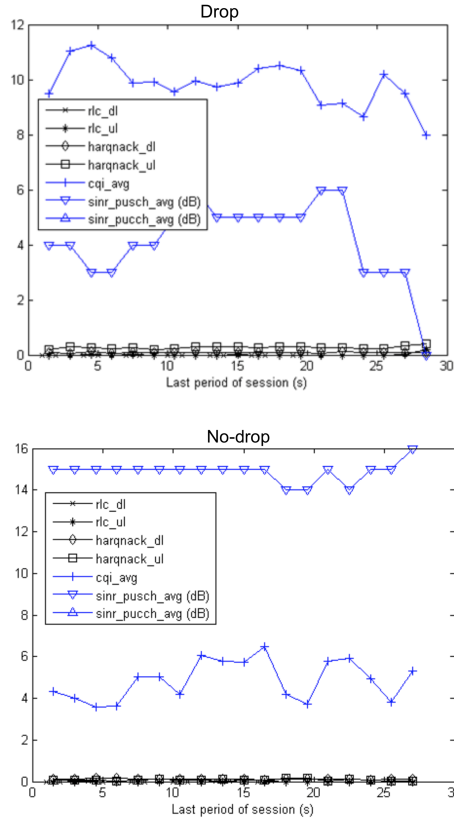 Drop
12
10
8
6
4
2
0
rlc_dl
rlc_ul
harqnack_dl
harqnack_ul
cqi_avg
sinr_pusch_avg (dB)
sinr_pucch_avg (dB)
0 5 10 15 20 25 30
Last period of session (s)
No-drop
16
14
12
10
8
6
4
2
0
rlc_dl
rlc_ul
harqnack_dl
harqnack_ul
cqi_avg
sinr_pusch_avg (dB)
sinr_pucch_avg (dB)
0 5 10 15 20 25
Last period of session (s)